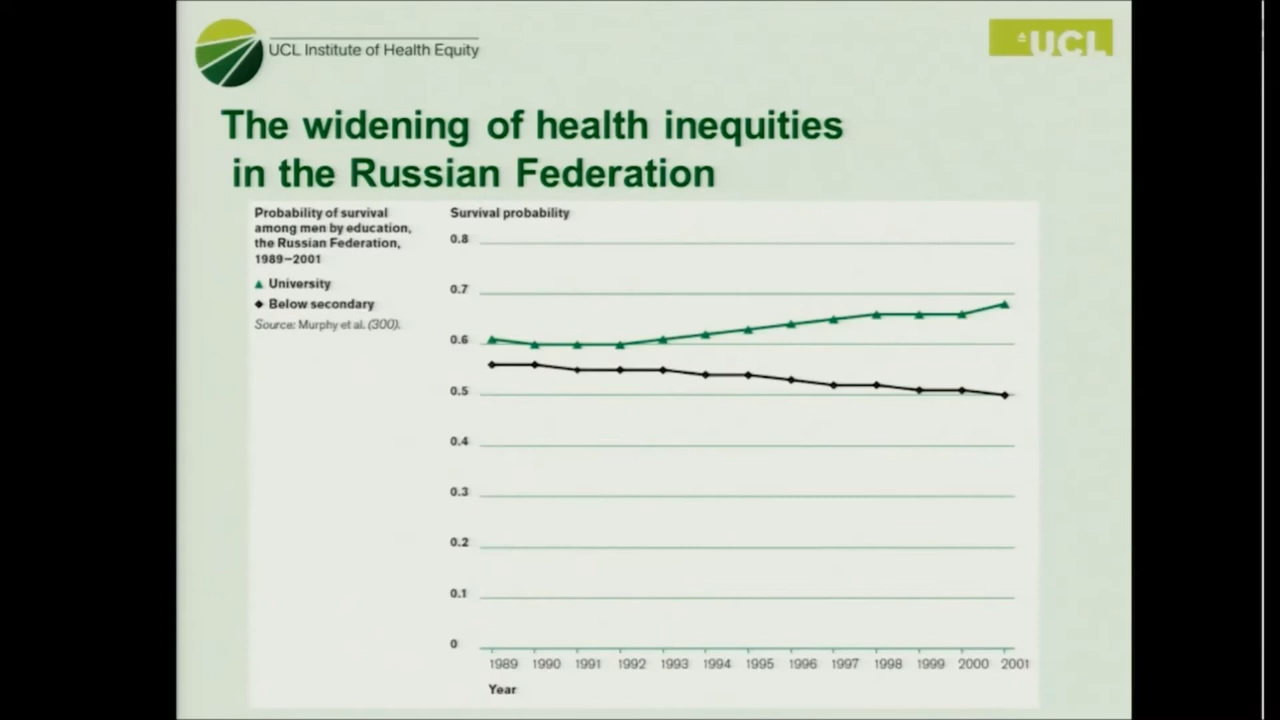 UCL Institute of Health Equity
UCL
The widening of health inequities
in the Russian Federation
Probability of survival
among men by education,
the Russian Federation,
1989–2001
▲ University
◆ Below secondary
Source: Murphy et al. (300).
Survival probability
0.8
0.7
0.6
0.5
0.4
0.3
0.2
0.1
0
1989 1990 1991 1992 1993 1994 1995 1996 1997 1998 1999 2000 2001
Year